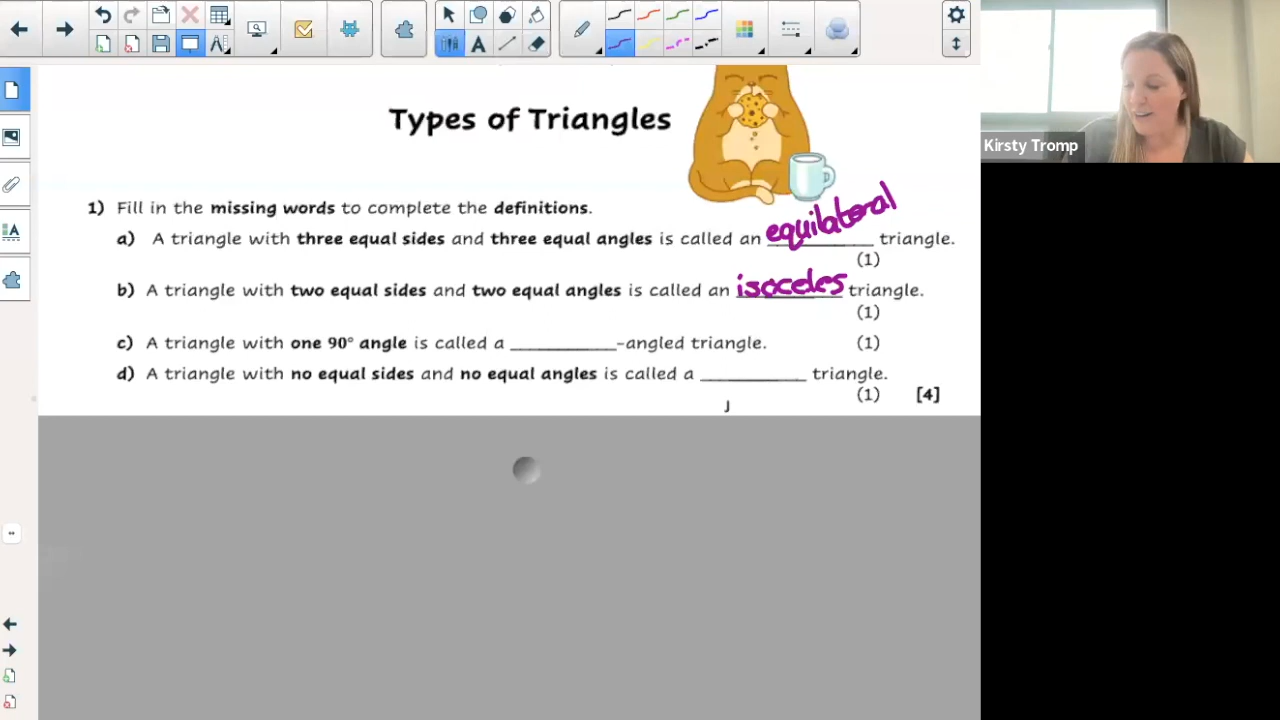 Types of Triangles
Kirsty Tromp
1) Fill in the missing words to complete the definitions.
a) A triangle with three equal sides and three equal angles is called an equilateral triangle.
(1)
b) A triangle with two equal sides and two equal angles is called an isoceles triangle.
(1)
c) A triangle with one 90° angle is called a __________-angled triangle. (1)
d) A triangle with no equal sides and no equal angles is called a __________ triangle.
(1) [4]